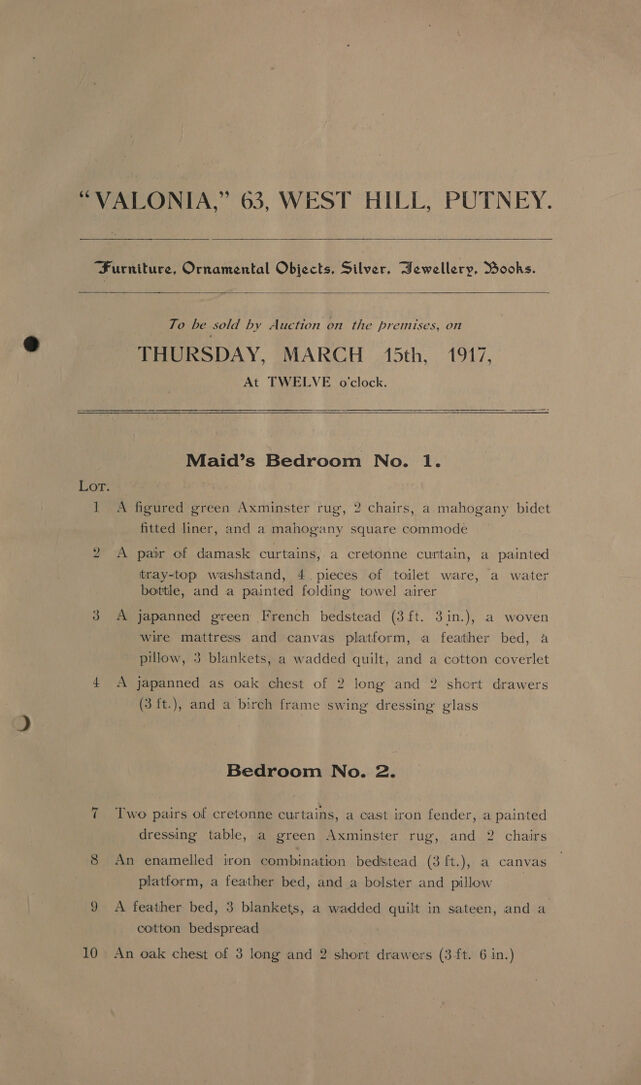 “VALONIA,” 63, WEST HILL, PUTNEY.
Furniture, Ornamental Objects, Silver, Jewellery, Books.
To be sold by Auction on the premises, on
THURSDAY, MARCH 15th, 1917,
At TWELVE o'clock.
Maid's Bedroom No. 1.
Lot.
1 A figured green Axminster rug, 2 chairs, a mahogany bidet
fitted liner, and a mahogany square commode
2 A pair of damask curtains, a cretonne curtain, a painted
tray-top washstand, 4 pieces of toilet ware, a water
bottle, and a painted folding towel airer
3 A japanned green French bedstead (3 ft. 3 in.), a woven
wire mattress and canvas platform, a feather bed, a
pillow, 3 blankets, a wadded quilt, and a cotton coverlet
4 A japanned as oak chest of 2 long and 2 short drawers
(3 ft.), and a birch frame swing dressing glass
Bedroom No. 2.
7 Two pairs of cretonne curtains, a cast iron fender, a painted
dressing table, a green Axminster rug, and 2 chairs
8 An enamelled iron combination bedstead (3 ft.), a canvas
platform, a feather bed, and a bolster and pillow
9 A feather bed, 3 blankets, a wadded quilt in sateen, and a
cotton bedspread
10 An oak chest of 3 long and 2 short drawers (3 ft. 6 in.)